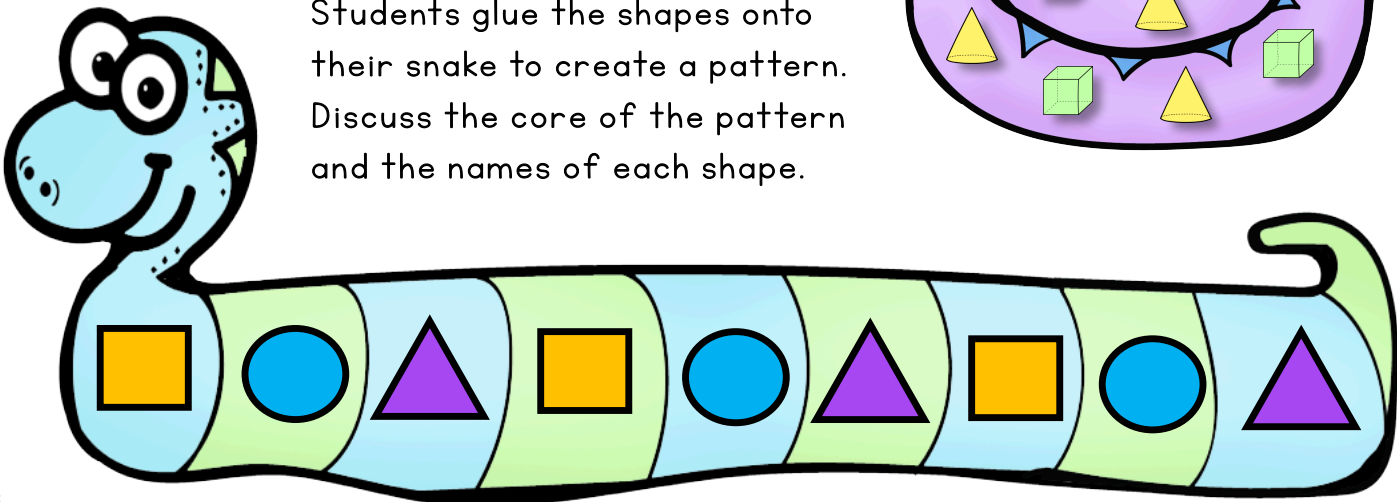 Students glue the shapes onto
their snake to create a pattern.
Discuss the core of the pattern
and the names of each shape.